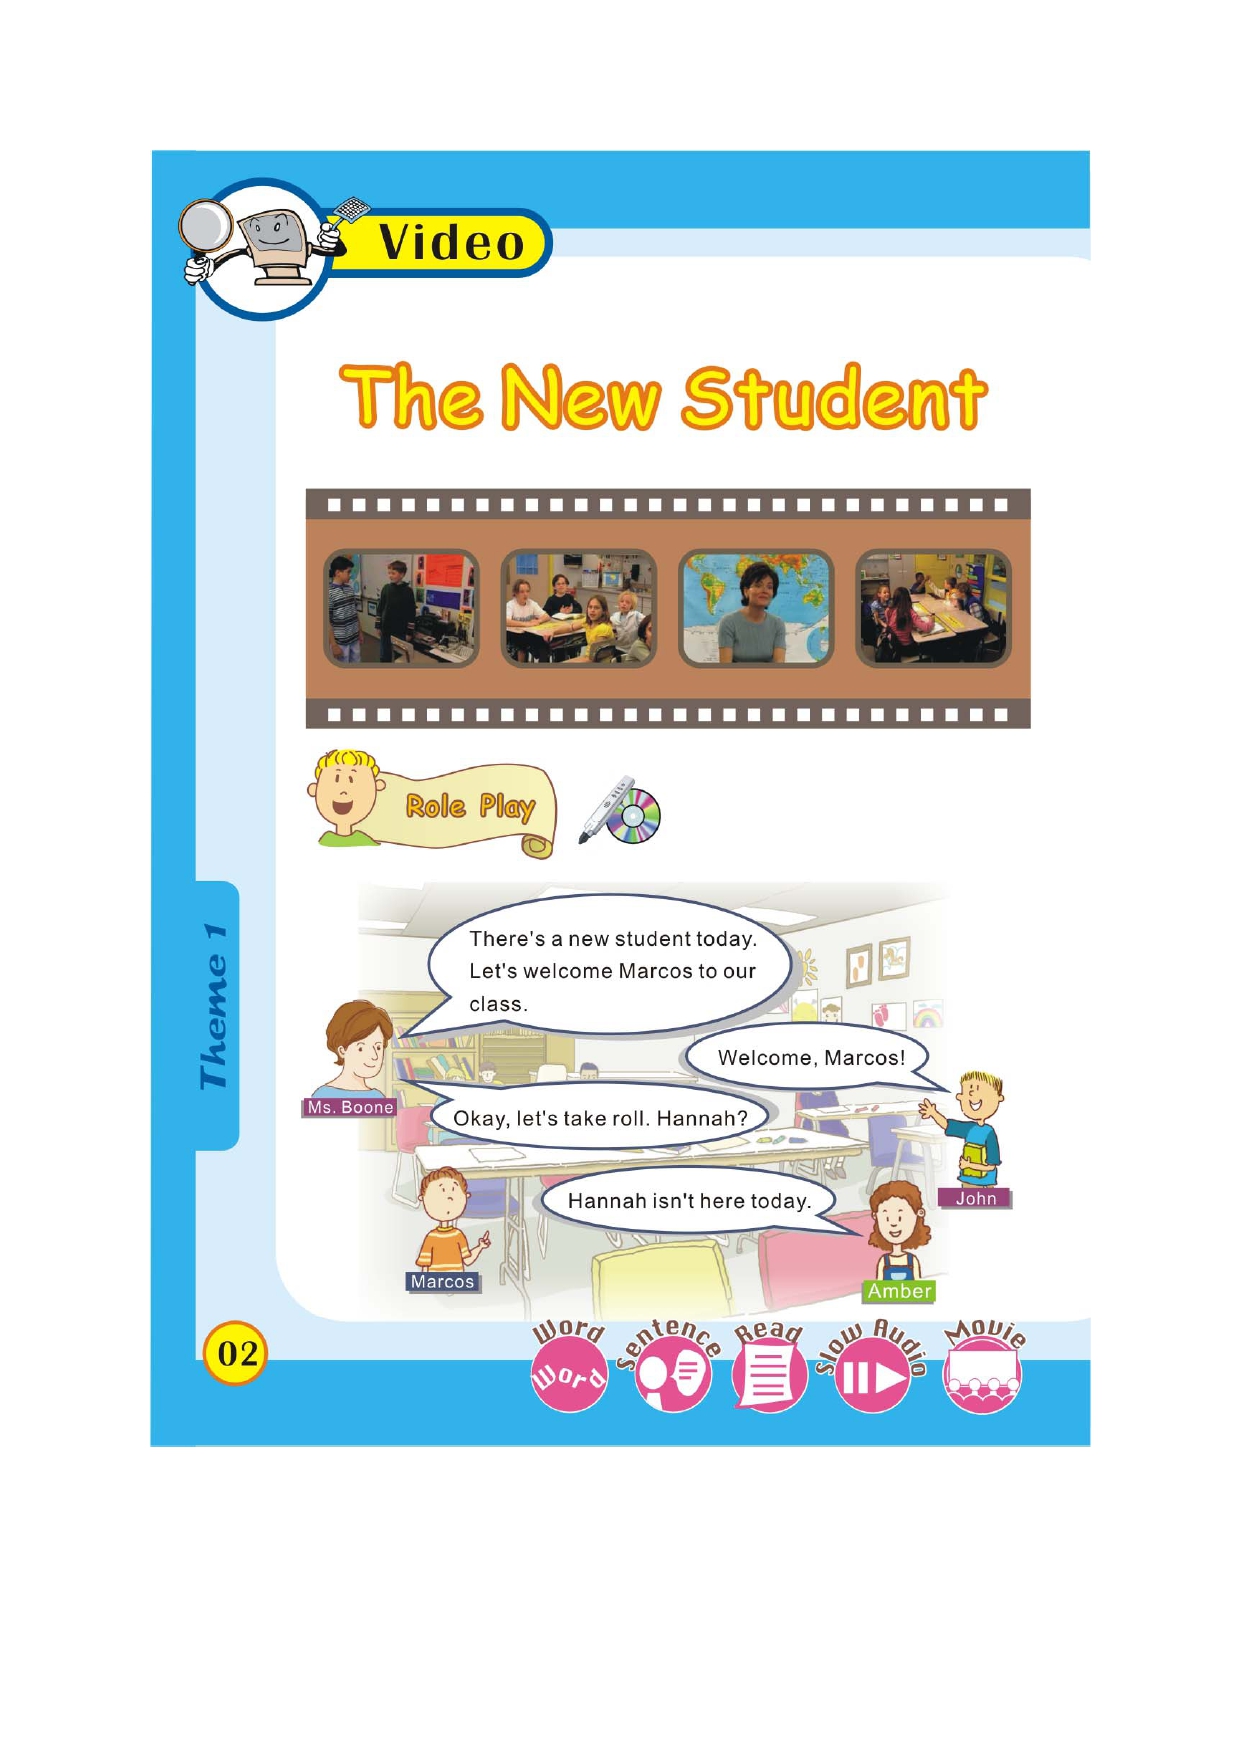 Video
The New Student
Role Play
There's a new student today.
Let's welcome Marcos to our
class.
Ms. Boone
Welcome, Marcos!
John
Okay, let's take roll. Hannah?
Hannah isn't here today.
Marcos
Amber
Theme 1
02
Word
Word
Sentence
Read
Slow Audio
Movie